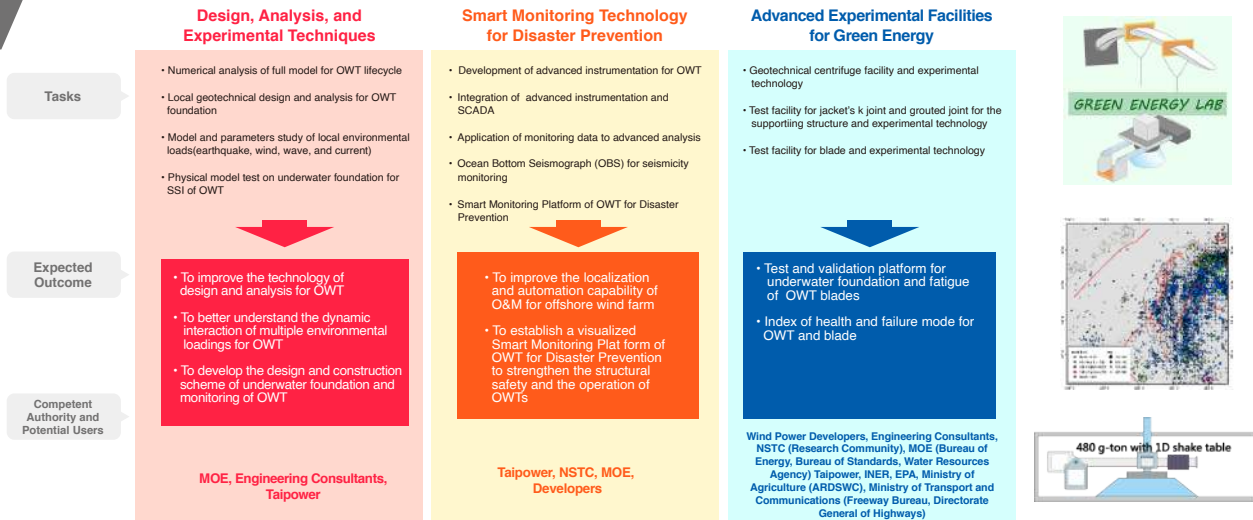 Design, Analysis, and
Experimental Techniques
Smart Monitoring Technology
for Disaster Prevention
Advanced Experimental Facilities
for Green Energy
Tasks
• Numerical analysis of full model for OWT lifecycle
• Local geotechnical design and analysis for OWT
foundation
• Model and parameters study of local environmental
loads(earthquake, wind, wave, and current)
• Physical model test on underwater foundation for
SSI of OWT
• Development of advanced instrumentation for OWT
• Integration of advanced instrumentation and
SCADA
• Application of monitoring data to advanced analysis
• Ocean Bottom Seismograph (OBS) for seismicity
monitoring
• Smart Monitoring Platform of OWT for Disaster
Prevention
• Geotechnical centrifuge facility and experimental
technology
• Test facility for jacket's k joint and grouted joint for the
supportiing structure and experimental technology
• Test facility for blade and experimental technology
Expected
Outcome
• To improve the technology of
design and analysis for OWT
• To better understand the dynamic
interaction of multiple environmental
loadings for OWT
• To develop the design and construction
scheme of underwater foundation and
monitoring of OWT
• To improve the localization
and automation capability of
O&M for offshore wind farm
• To establish a visualized
Smart Monitoring Plat form of
OWT for Disaster Prevention
to strengthen the structural
safety and the operation of
OWTs
• Test and validation platform for
underwater foundation and fatigue
of OWT blades
• Index of health and failure mode for
OWT and blade
Competent
Authority and
Potential Users
MOE, Engineering Consultants,
Taipower
Taipower, NSTC, MOE,
Developers
Wind Power Developers, Engineering Consultants,
NSTC (Research Community), MOE (Bureau of
Energy, Bureau of Standards, Water Resources
Agency) Taipower, INER, EPA, Ministry of
Agriculture (ARDSWC), Ministry of Transport and
Communications (Freeway Bureau, Directorate
General of Highways)
GREEN ENERGY LAB
480 g-ton with 1D shake table